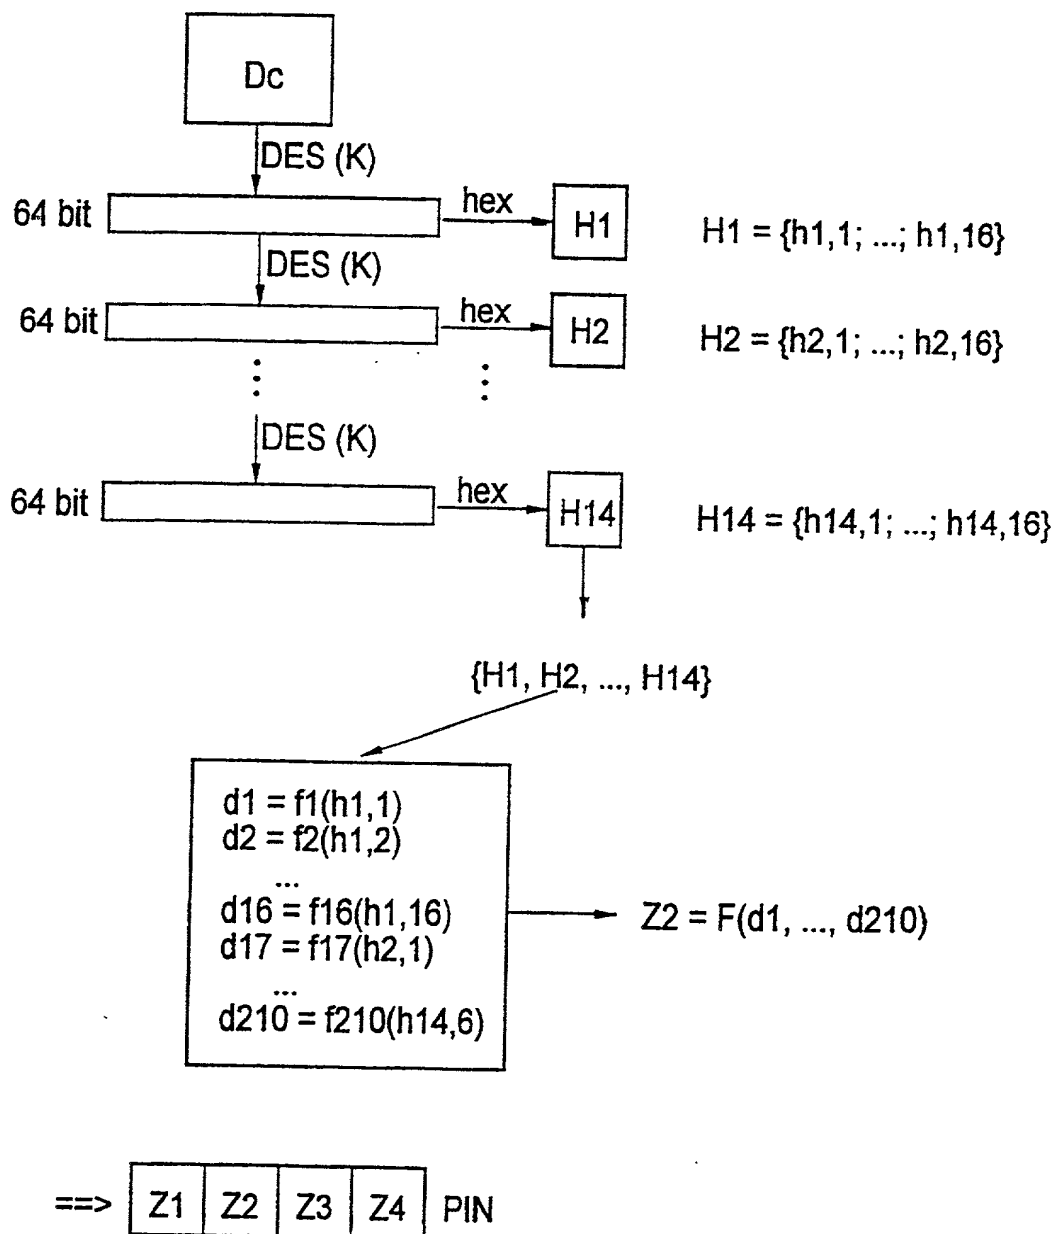 Dc
DES (K)
64 bit
hex
H1
H1 = {h1,1; ...; h1,16}
DES (K)
64 bit
hex
H2
H2 = {h2,1; ...; h2,16}
DES (K)
64 bit
hex
H14
H14 = {h14,1; ...; h14,16}
{H1, H2, ..., H14}
d1 = f1(h1,1)
d2 = f2(h1,2)
...
d16 = f16(h1,16)
d17 = f17(h2,1)
...
d210 = f210(h14,6)
Z2 = F(d1, ..., d210)
==> Z1 Z2 Z3 Z4 PIN